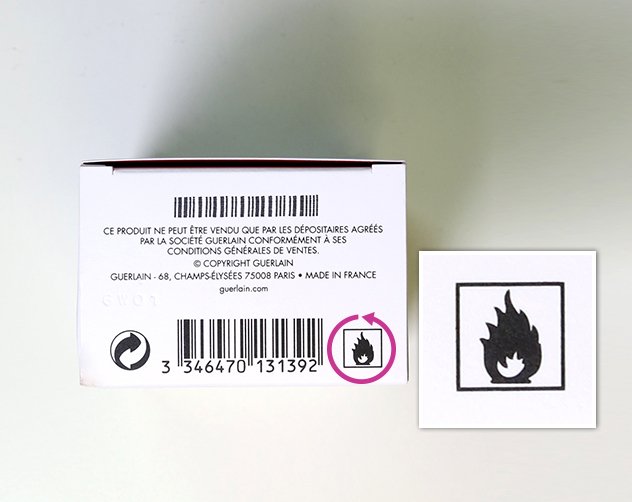 CE PRODUIT NE PEUT ÊTRE VENDU QUE PAR LES DÉPOSITAIRES AGRÉÉS
PAR LA SOCIÉTÉ GUERLAIN CONFORMÉMENT À SES
CONDITIONS GÉNÉRALES DE VENTES.
© COPYRIGHT GUERLAIN
GUERLAIN - 68, CHAMPS-ÉLYSÉES 75008 PARIS • MADE IN FRANCE
guerlain.com
3 346470 131392